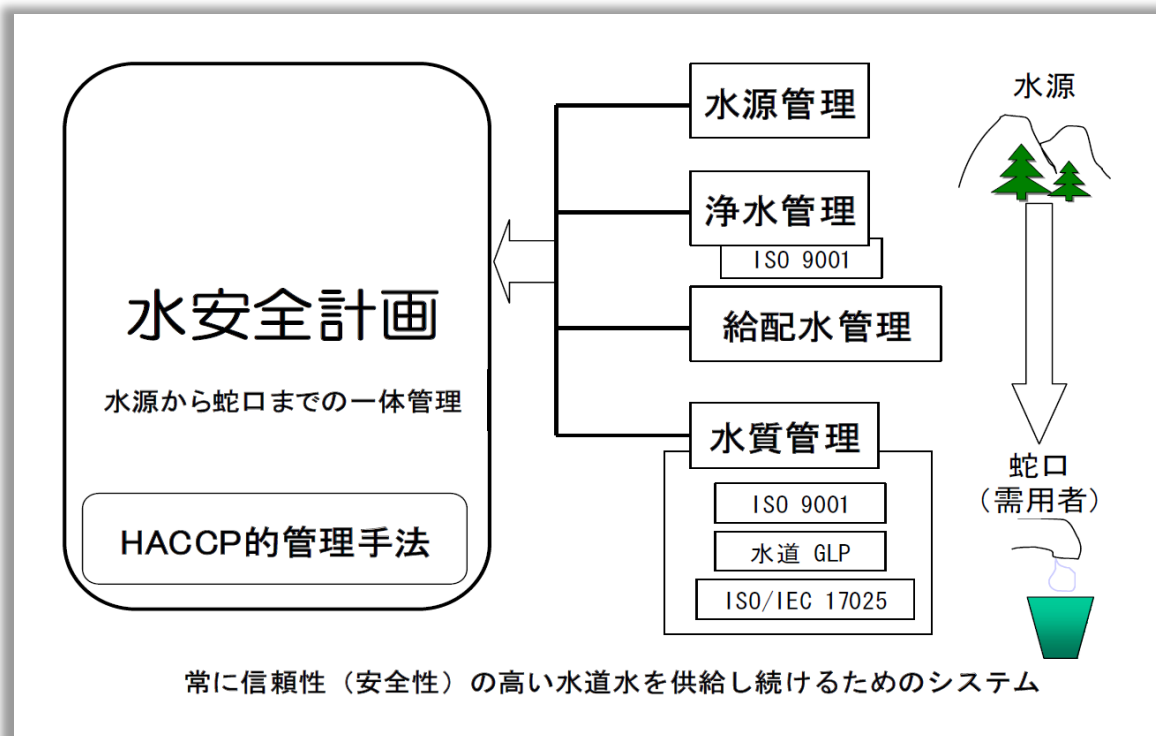 水安全計画
水源から蛇口までの一体管理
HACCP的管理手法
水源管理
浄水管理
ISO 9001
給配水管理
水質管理
ISO 9001
水道 GLP
ISO/IEC 17025
水源
蛇口
（需用者）
常に信頼性（安全性）の高い水道水を供給し続けるためのシステム